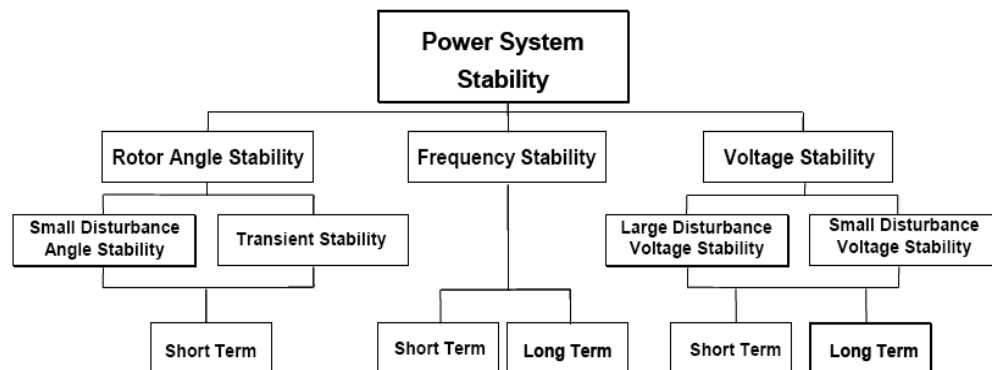 Power System
Stability
Rotor Angle Stability
Frequency Stability
Voltage Stability
Small Disturbance
Angle Stability
Transient Stability
Large Disturbance
Voltage Stability
Small Disturbance
Voltage Stability
Short Term
Short Term
Long Term
Short Term
Long Term